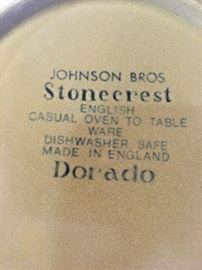 JOHNSON BROS
Stonecrest
ENGLISH
CASUAL OVEN TO TABLE
WARE
DISHWASHER SAFE
MADE IN ENGLAND
Dorado